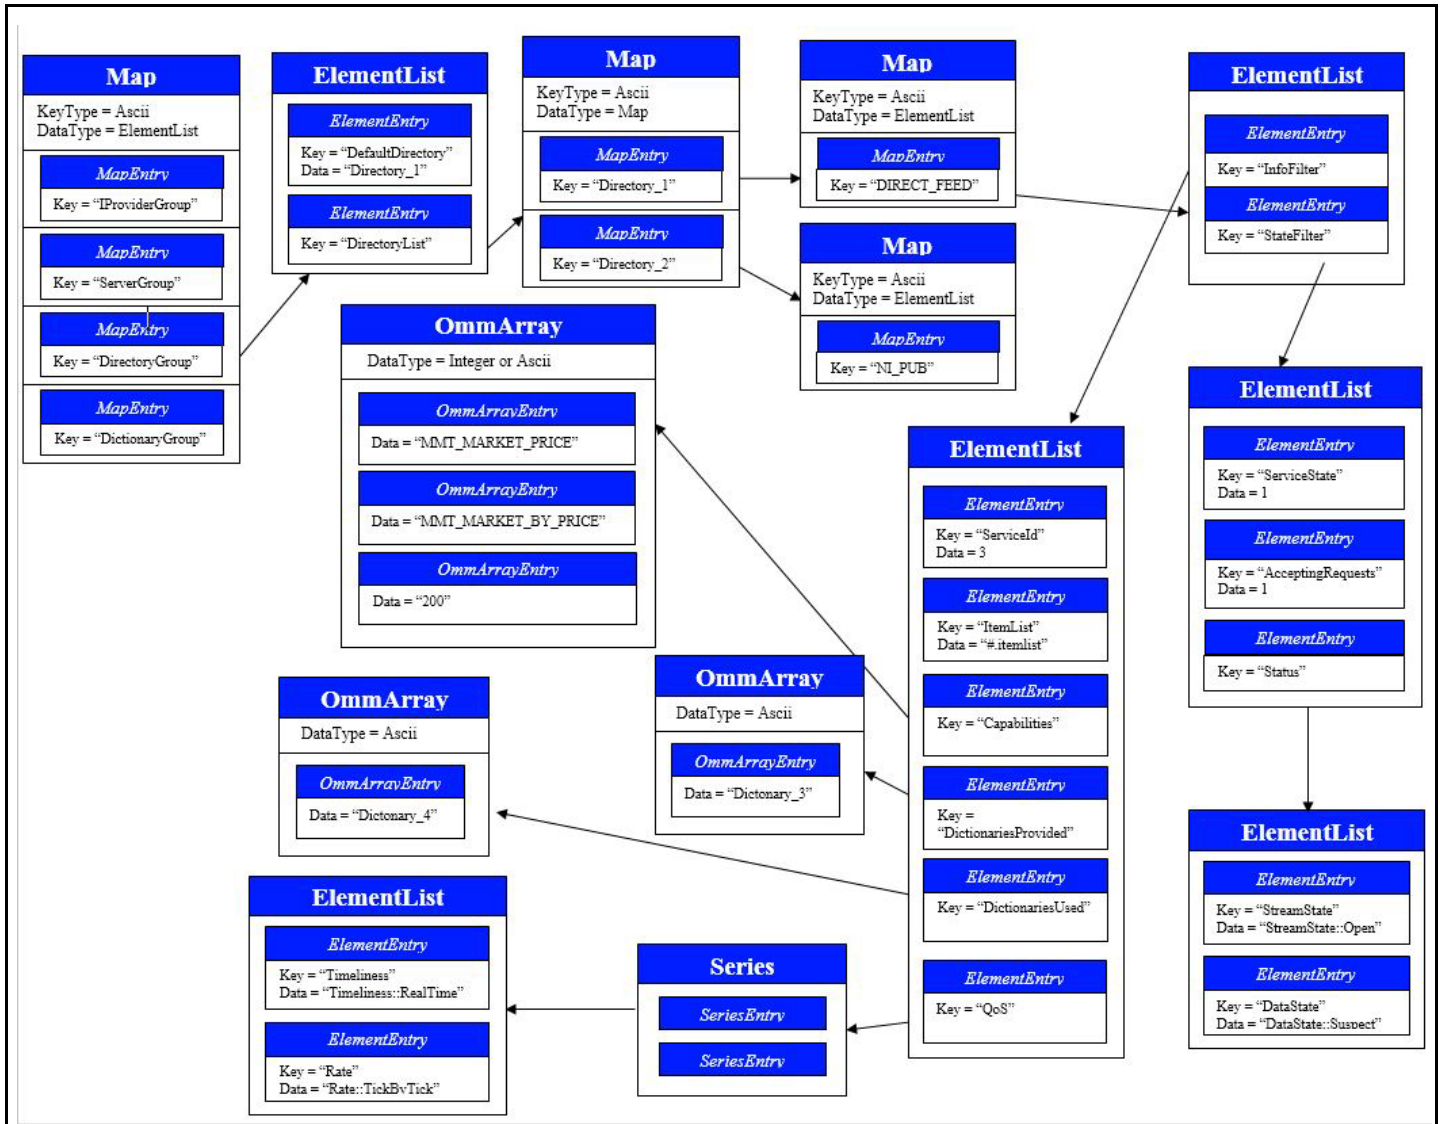 Map
KeyType = Ascii
DataType = ElementList
MapEntry
Key = “IProviderGroup”
MapEntry
Key = “ServerGroup”
MapEntry
Key = “DirectoryGroup”
MapEntry
Key = “DictionaryGroup”
ElementList
ElementEntry
Key = “DefaultDirectory”
Data = “Directory_1”
ElementEntry
Key = “DirectoryList”
Map
KeyType = Ascii
DataType = Map
MapEntry
Key = “Directory_1”
MapEntry
Key = “Directory_2”
Map
KeyType = Ascii
DataType = ElementList
MapEntry
Key = “DIRECT_FEED”
Map
KeyType = Ascii
DataType = ElementList
MapEntry
Key = “NI_PUB”
ElementList
ElementEntry
Key = “InfoFilter”
ElementEntry
Key = “StateFilter”
OmmArray
DataType = Integer or Ascii
OmmArrayEntry
Data = “MMT_MARKET_PRICE”
OmmArrayEntry
Data = “MMT_MARKET_BY_PRICE”
OmmArrayEntry
Data = “200”
ElementList
ElementEntry
Key = “ServiceId”
Data = 3
ElementEntry
Key = “ItemList”
Data = “#.itemlist”
ElementEntry
Key = “Capabilities”
ElementEntry
Key =
“DictionariesProvided”
ElementEntry
Key = “DictionariesUsed”
ElementEntry
Key = “QoS”
ElementList
ElementEntry
Key = “ServiceState”
Data = 1
ElementEntry
Key = “AcceptingRequests”
Data = 1
ElementEntry
Key = “Status”
OmmArray
DataType = Ascii
OmmArrayEntry
Data = “Dictonary_3”
OmmArray
DataType = Ascii
OmmArrayEntry
Data = “Dictonary_4”
ElementList
ElementEntry
Key = “StreamState”
Data = “StreamState::Open”
ElementEntry
Key = “DataState”
Data = “DataState::Suspect”
ElementList
ElementEntry
Key = “Timeliness”
Data = “Timeliness::RealTime”
ElementEntry
Key = “Rate”
Data = “Rate::TickByTick”
Series
SeriesEntry
SeriesEntry